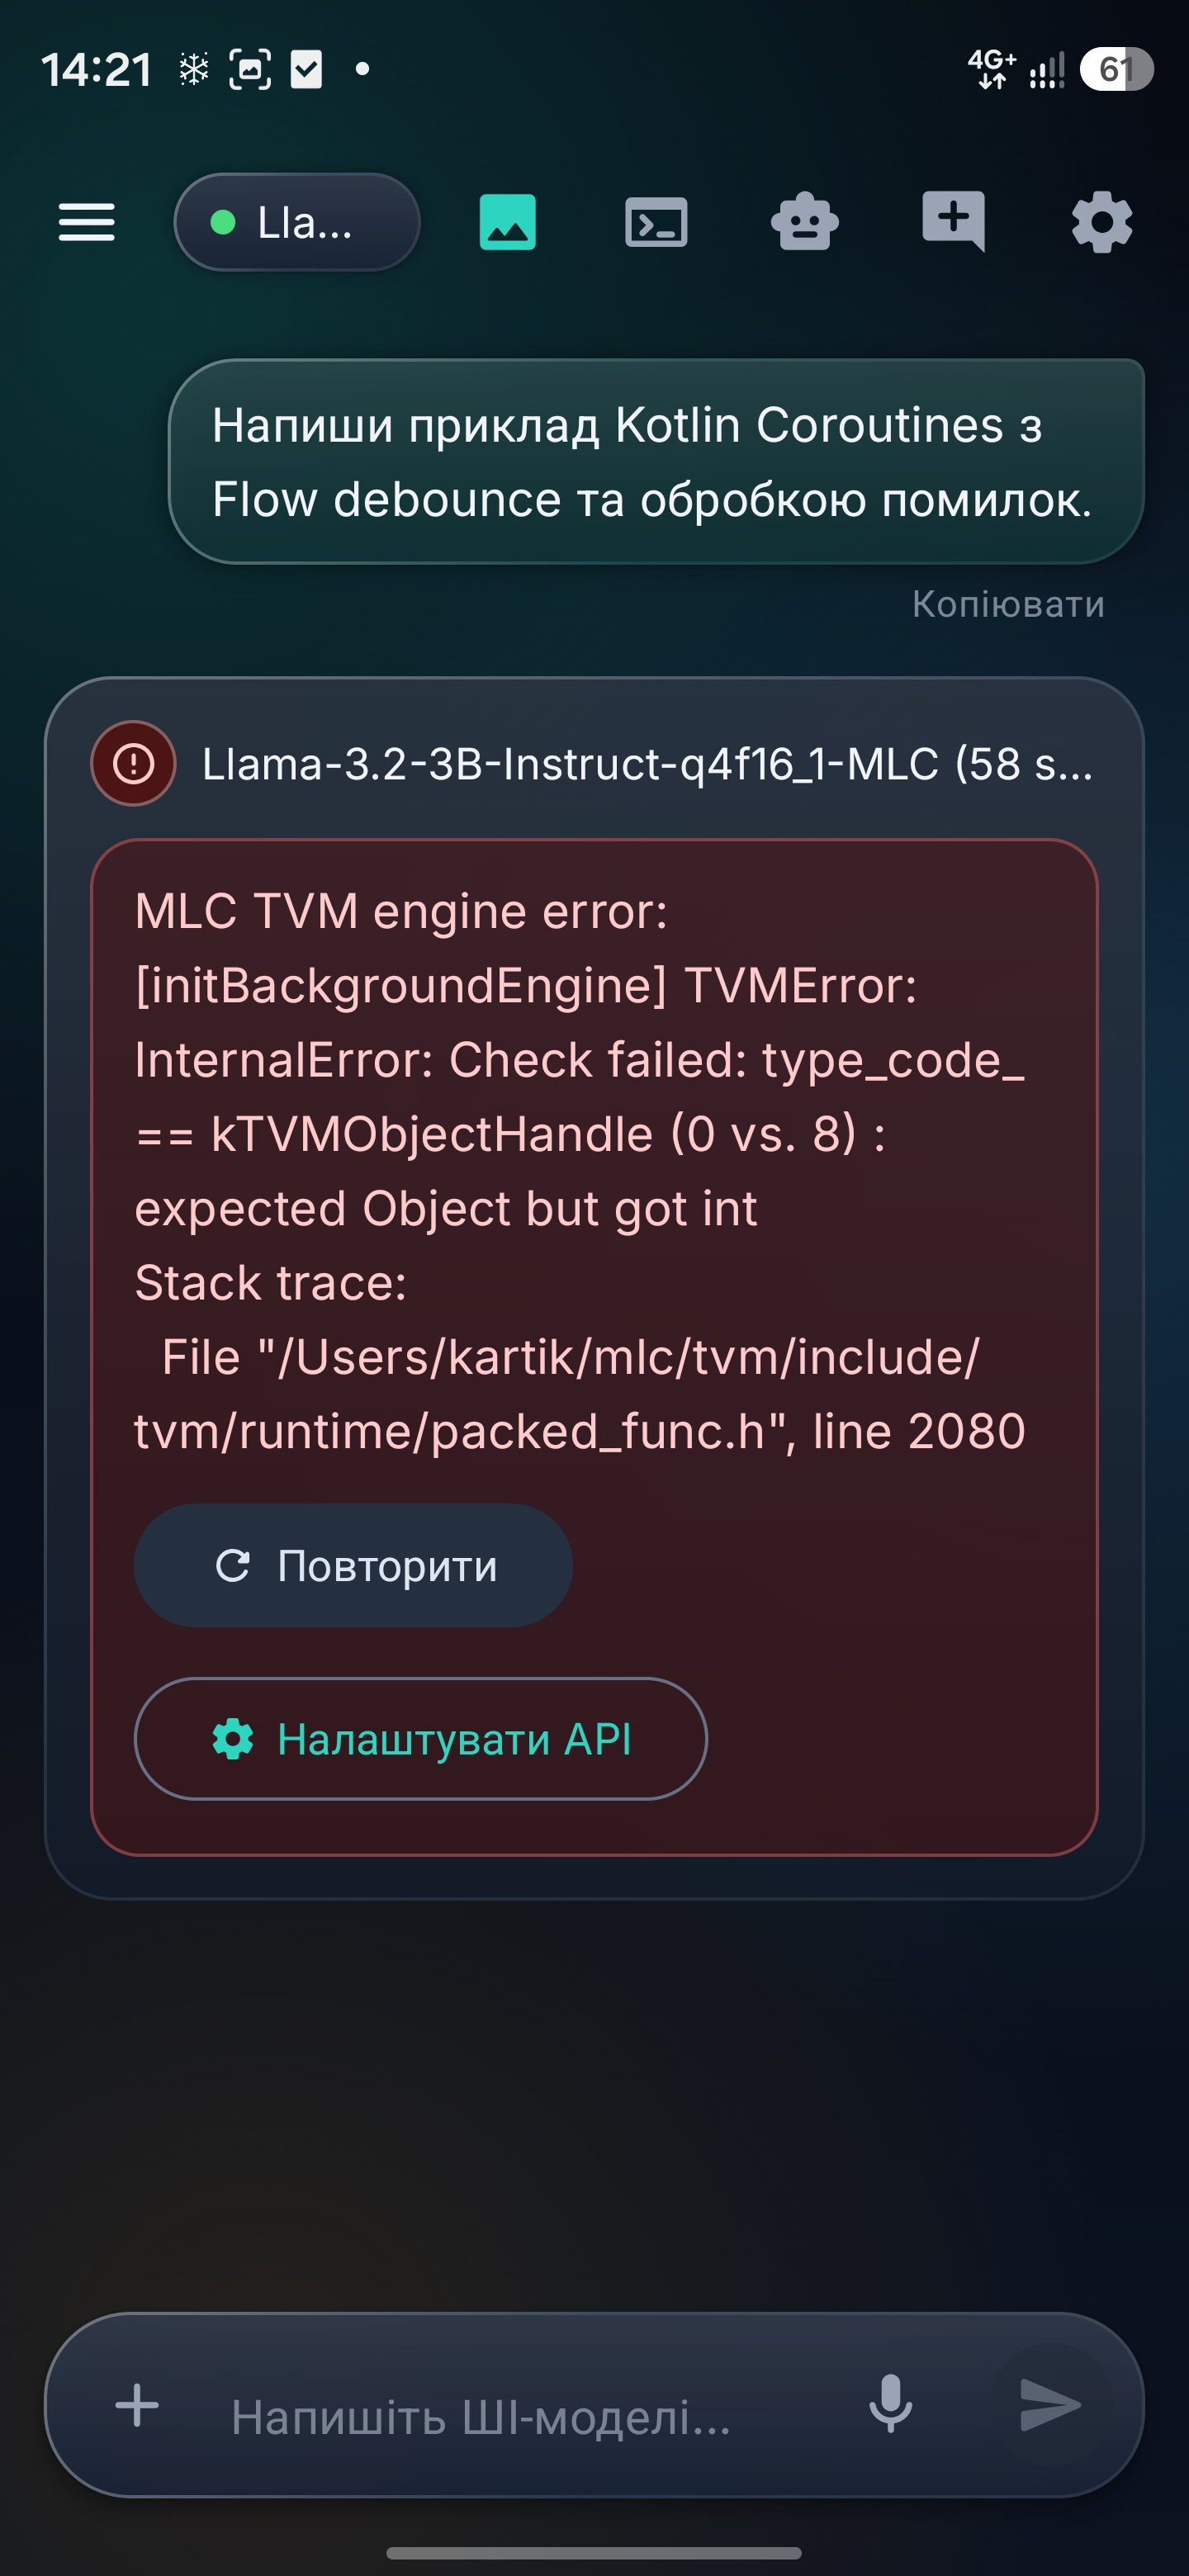 14:21
4G+
61
Lla...
Напиши приклад Kotlin Coroutines з
Flow debounce та обробкою помилок.
Копіювати
Llama-3.2-3B-Instruct-q4f16_1-MLC (58 s...
MLC TVM engine error:
[initBackgroundEngine] TVMError:
InternalError: Check failed: type_code_
== kTVMObjectHandle (0 vs. 8) :
expected Object but got int
Stack trace:
File "/Users/kartik/mlc/tvm/include/
tvm/runtime/packed_func.h", line 2080
Повторити
Налаштувати API
Напишіть ШІ-моделі...